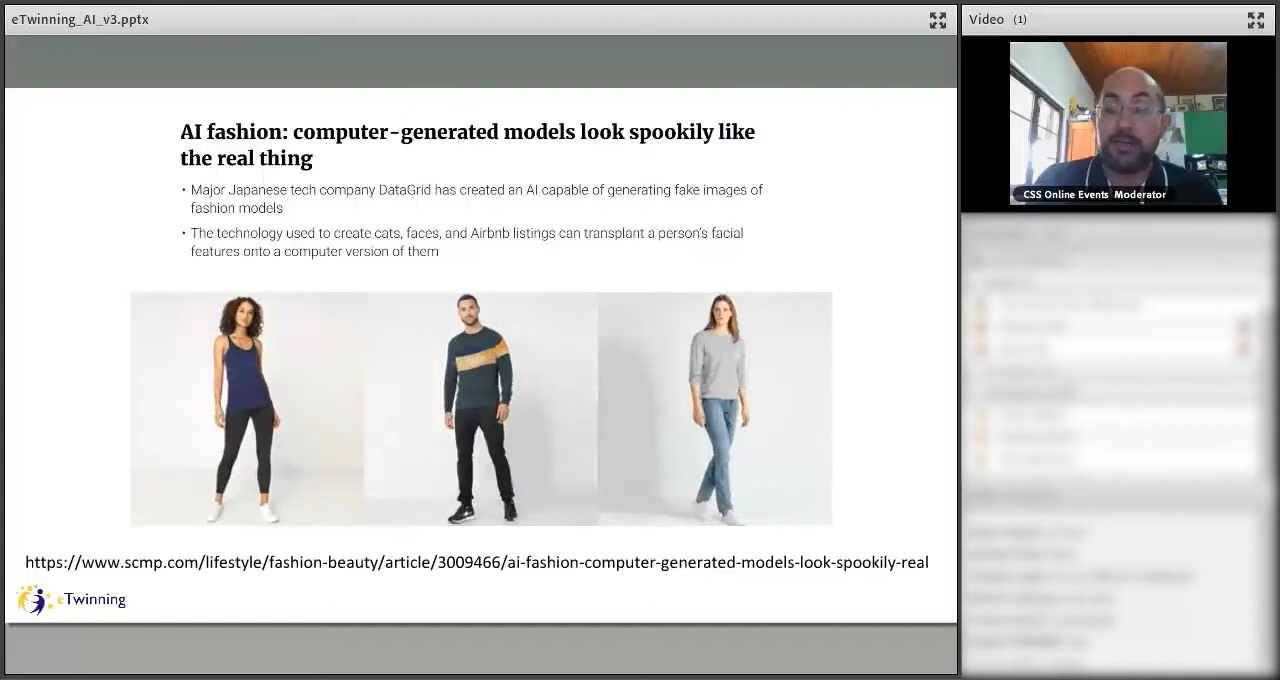 eTwinning_AI_v3.pptx
Video (1)
CSS Online Events Moderator
AI fashion: computer-generated models look spookily like
the real thing
• Major Japanese tech company DataGrid has created an AI capable of generating fake images of
fashion models
• The technology used to create cats, faces, and Airbnb listings can transplant a person's facial
features onto a computer version of them
https://www.scmp.com/lifestyle/fashion-beauty/article/3009466/ai-fashion-computer-generated-models-look-spookily-real
eTwinning